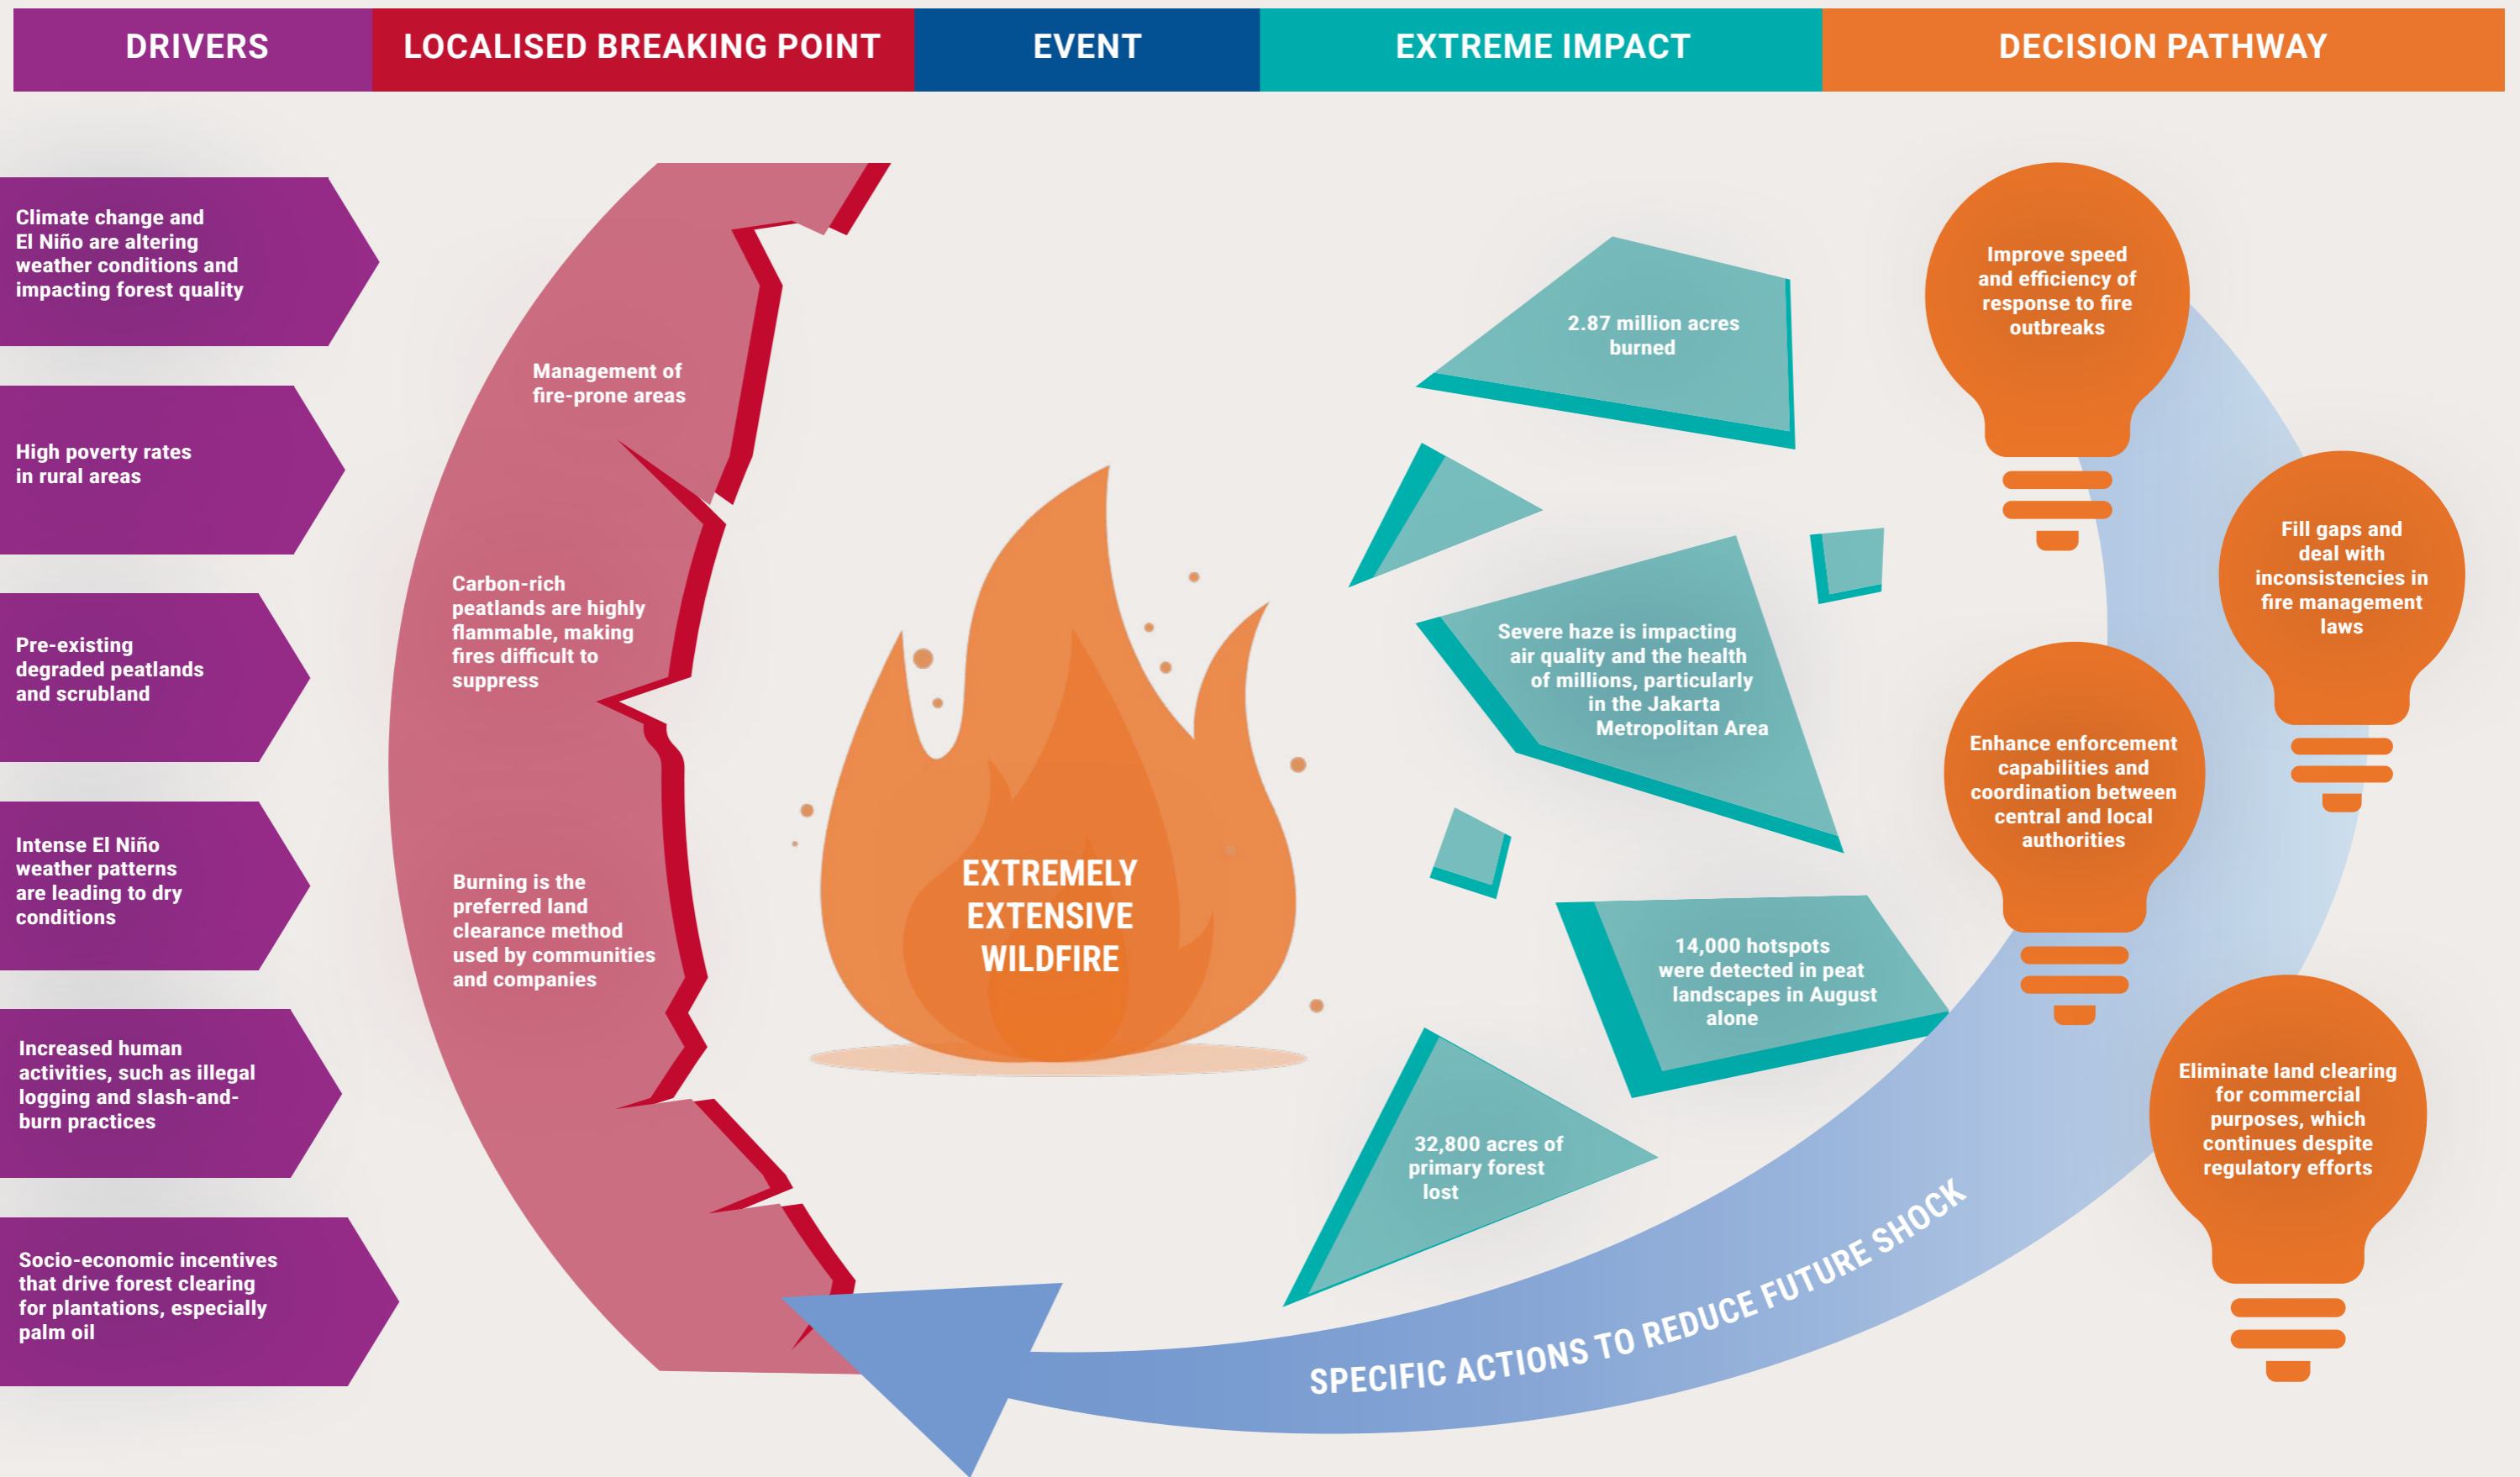 DRIVERS
LOCALISED BREAKING POINT
EVENT
EXTREME IMPACT
DECISION PATHWAY
Climate change and
El Niño are altering
weather conditions and
impacting forest quality
High poverty rates
in rural areas
Pre-existing
degraded peatlands
and scrubland
Intense El Niño
weather patterns
are leading to dry
conditions
Increased human
activities, such as illegal
logging and slash-and-
burn practices
Socio-economic incentives
that drive forest clearing
for plantations, especially
palm oil
Management of
fire-prone areas
Carbon-rich
peatlands are highly
flammable, making
fires difficult to
suppress
Burning is the
preferred land
clearance method
used by communities
and companies
EXTREMELY
EXTENSIVE
WILDFIRE
2.87 million acres
burned
Severe haze is impacting
air quality and the health
of millions, particularly
in the Jakarta
Metropolitan Area
14,000 hotspots
were detected in peat
landscapes in August
alone
32,800 acres of
primary forest
lost
Improve speed
and efficiency of
response to fire
outbreaks
Fill gaps and
deal with
inconsistencies in
fire management
laws
Enhance enforcement
capabilities and
coordination between
central and local
authorities
Eliminate land clearing
for commercial
purposes, which
continues despite
regulatory efforts
SPECIFIC ACTIONS TO REDUCE FUTURE SHOCK